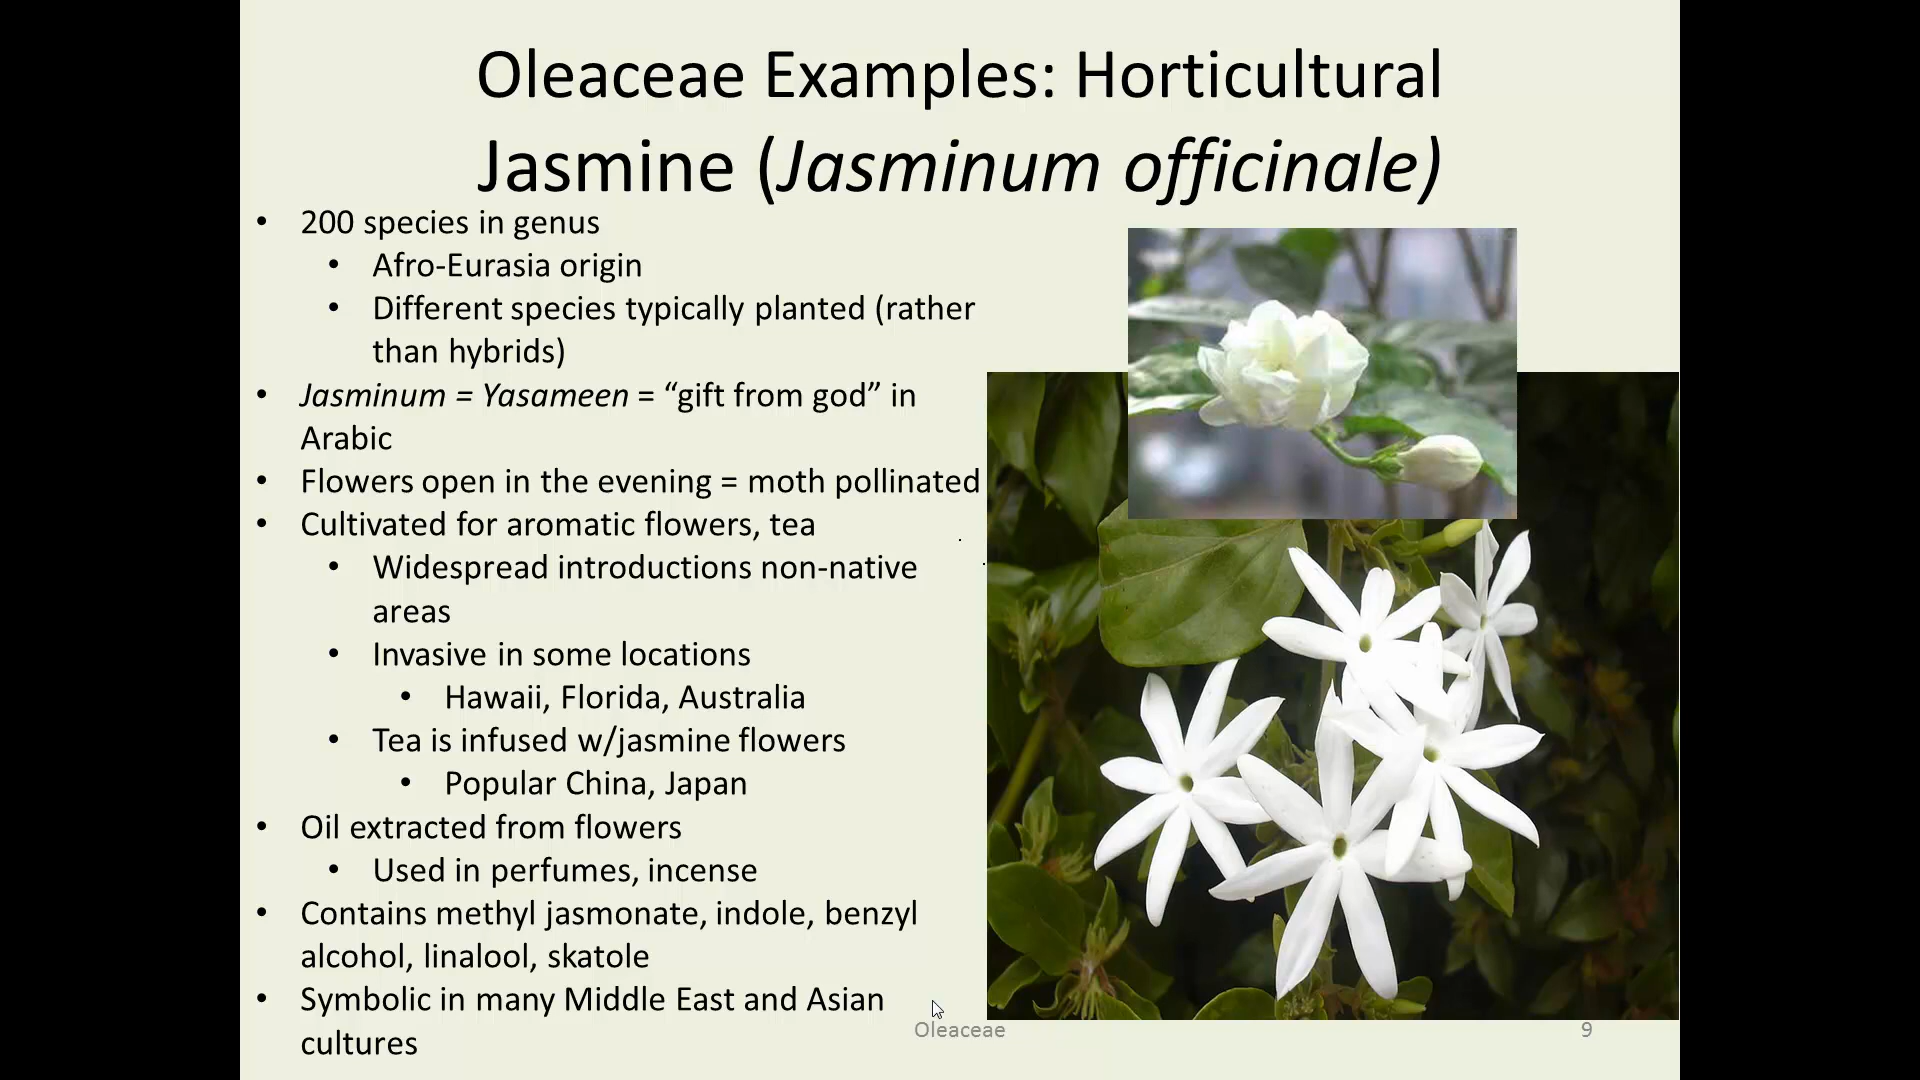 Oleaceae Examples: Horticultural
Jasmine (Jasminum officinale)
• 200 species in genus
• Afro-Eurasia origin
• Different species typically planted (rather
than hybrids)
• Jasminum = Yasameen = “gift from god” in
Arabic
• Flowers open in the evening = moth pollinated
• Cultivated for aromatic flowers, tea
• Widespread introductions non-native
areas
• Invasive in some locations
• Hawaii, Florida, Australia
• Tea is infused w/jasmine flowers
• Popular China, Japan
• Oil extracted from flowers
• Used in perfumes, incense
• Contains methyl jasmonate, indole, benzyl
alcohol, linalool, skatole
• Symbolic in many Middle East and Asian
cultures
Oleaceae
9